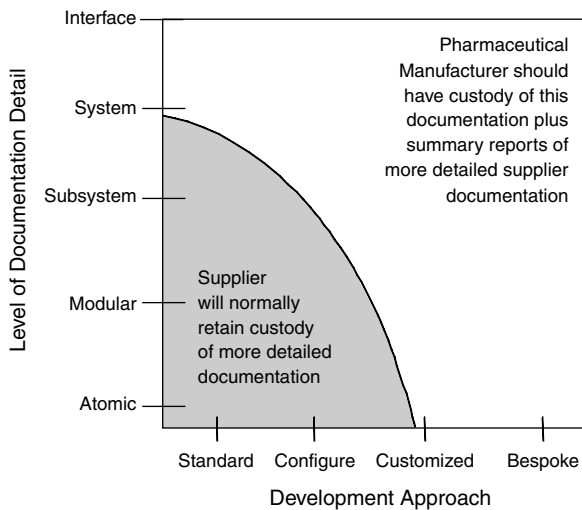 Interface
System
Subsystem
Modular
Atomic
Level of Documentation Detail
Pharmaceutical
Manufacturer should
have custody of this
documentation plus
summary reports of
more detailed supplier
documentation
Supplier
will normally
retain custody
of more detailed
documentation
Standard
Configure
Customized
Bespoke
Development Approach